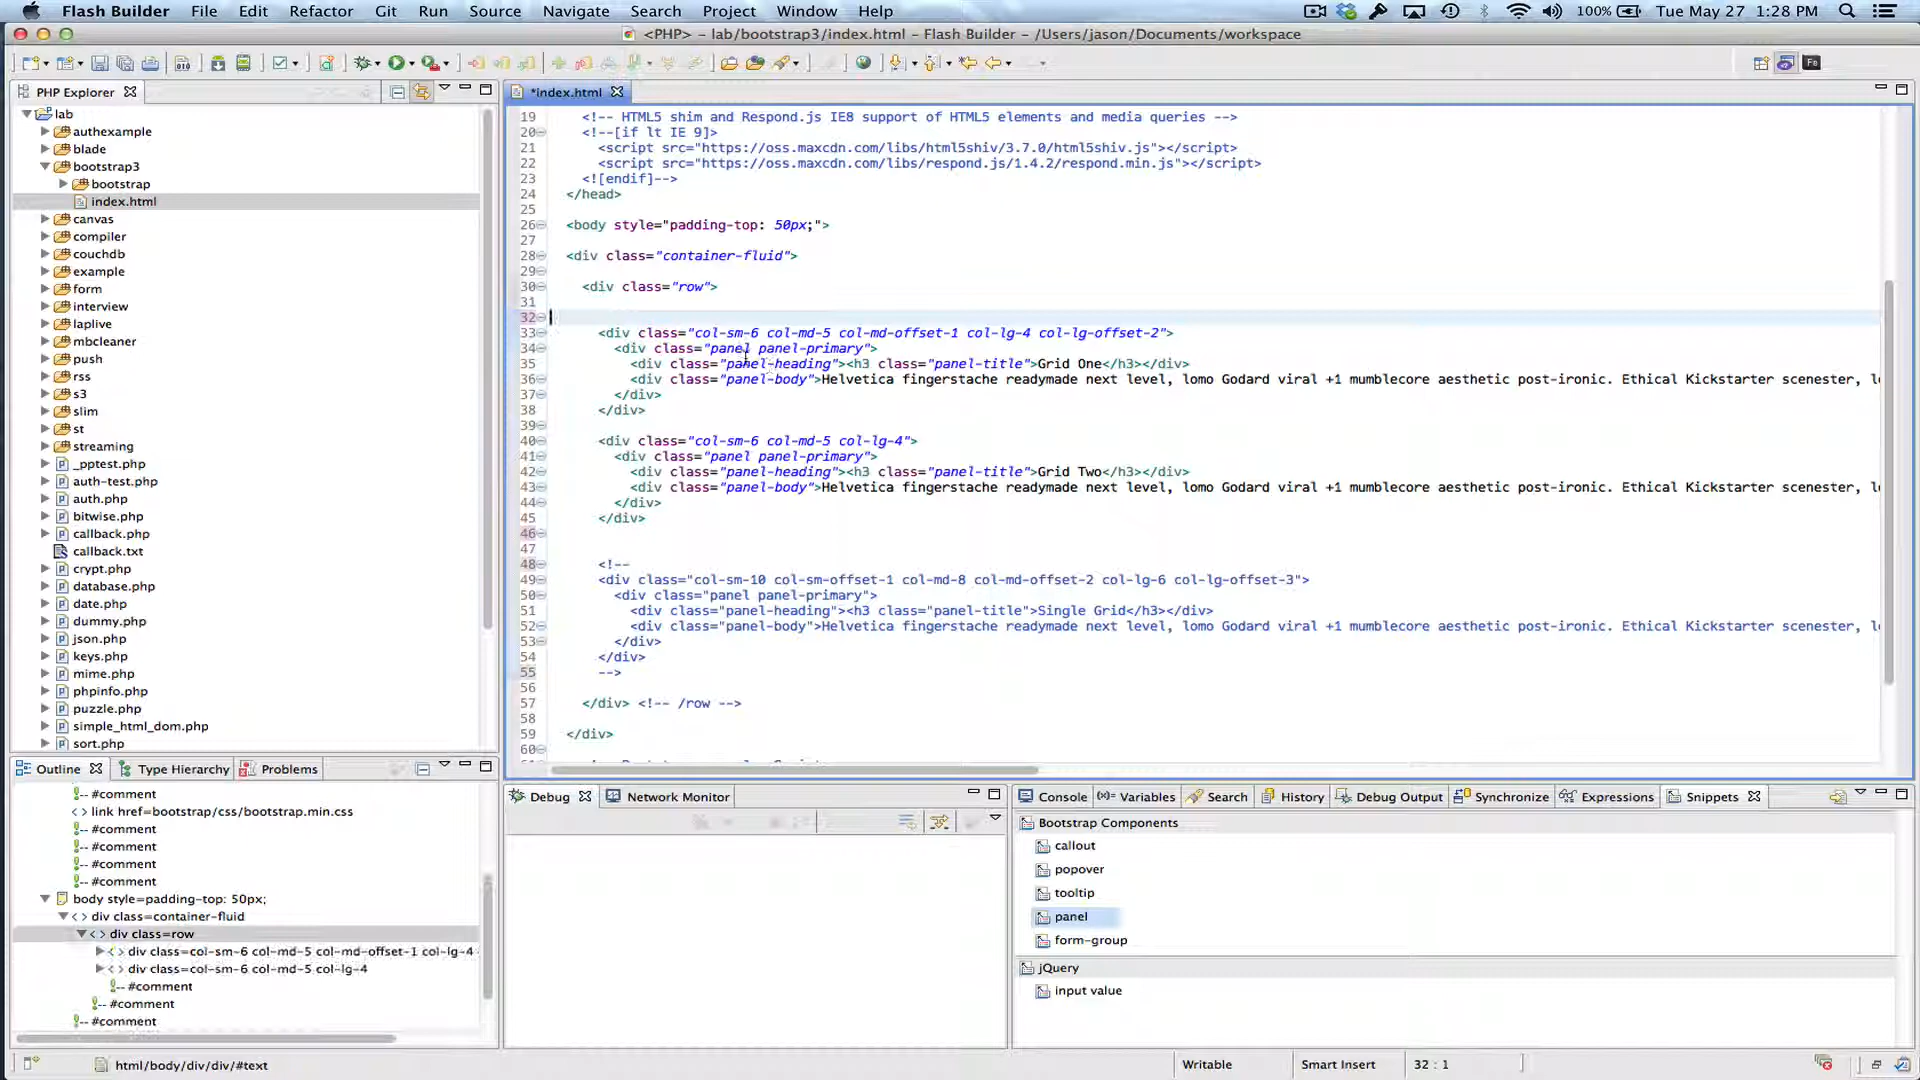 Flash Builder File Edit Refactor Git Run Source Navigate Search Project Window Help 100% Tue May 27 1:28 PM
<PHP> - lab/bootstrap3/index.html - Flash Builder - /Users/jason/Documents/workspace
PHP Explorer
lab
authexample
blade
bootstrap3
bootstrap
index.html
canvas
compiler
couchdb
example
form
interview
laplive
mbcleaner
push
rss
s3
slim
st
streaming
_pptest.php
auth-test.php
auth.php
bitwise.php
callback.php
callback.txt
crypt.php
database.php
date.php
dummy.php
json.php
keys.php
mime.php
phpinfo.php
puzzle.php
simple_html_dom.php
sort.php
*index.html
19 <!-- HTML5 shim and Respond.js IE8 support of HTML5 elements and media queries -->
20 <!--[if lt IE 9]>
21 <script src="https://oss.maxcdn.com/libs/html5shiv/3.7.0/html5shiv.js"></script>
22 <script src="https://oss.maxcdn.com/libs/respond.js/1.4.2/respond.min.js"></script>
23 <![endif]-->
24 </head>
25
26 <body style="padding-top: 50px;">
27
28 <div class="container-fluid">
29
30 <div class="row">
31
32
33 <div class="col-sm-6 col-md-5 col-md-offset-1 col-lg-4 col-lg-offset-2">
34 <div class="panel panel-primary">
35 <div class="panel-heading"><h3 class="panel-title">Grid One</h3></div>
36 <div class="panel-body">Helvetica fingerstache readymade next level, lomo Godard viral +1 mumblecore aesthetic post-ironic. Ethical Kickstarter scenester,
37 </div>
38 </div>
39
40 <div class="col-sm-6 col-md-5 col-lg-4">
41 <div class="panel panel-primary">
42 <div class="panel-heading"><h3 class="panel-title">Grid Two</h3></div>
43 <div class="panel-body">Helvetica fingerstache readymade next level, lomo Godard viral +1 mumblecore aesthetic post-ironic. Ethical Kickstarter scenester,
44 </div>
45 </div>
46
47
48 <!--
49 <div class="col-sm-10 col-sm-offset-1 col-md-8 col-md-offset-2 col-lg-6 col-lg-offset-3">
50 <div class="panel panel-primary">
51 <div class="panel-heading"><h3 class="panel-title">Single Grid</h3></div>
52 <div class="panel-body">Helvetica fingerstache readymade next level, lomo Godard viral +1 mumblecore aesthetic post-ironic. Ethical Kickstarter scenester,
53 </div>
54 </div>
55 -->
56
57 </div> <!-- /row -->
58
59 </div>
60
Outline Type Hierarchy Problems
#comment
link href=bootstrap/css/bootstrap.min.css
#comment
#comment
#comment
#comment
body style=padding-top: 50px;
div class=container-fluid
div class=row
div class=col-sm-6 col-md-5 col-md-offset-1 col-lg-4
div class=col-sm-6 col-md-5 col-lg-4
#comment
#comment
#comment
Debug Network Monitor
Console Variables Search History Debug Output Synchronize Expressions Snippets
Bootstrap Components
callout
popover
tooltip
panel
form-group
jQuery
input value
html/body/div/div/#text Writable Smart Insert 32 : 1